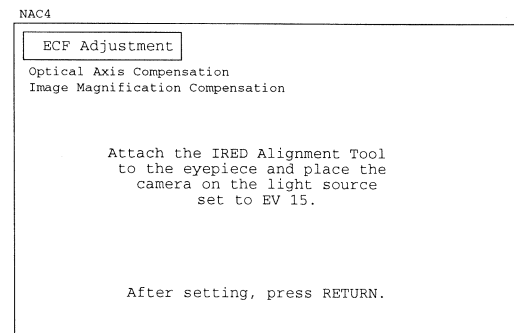 NAC4
ECF Adjustment
Optical Axis Compensation
Image Magnification Compensation
Attach the IRED Alignment Tool
to the eyepiece and place the
camera on the light source
set to EV 15.
After setting, press RETURN.